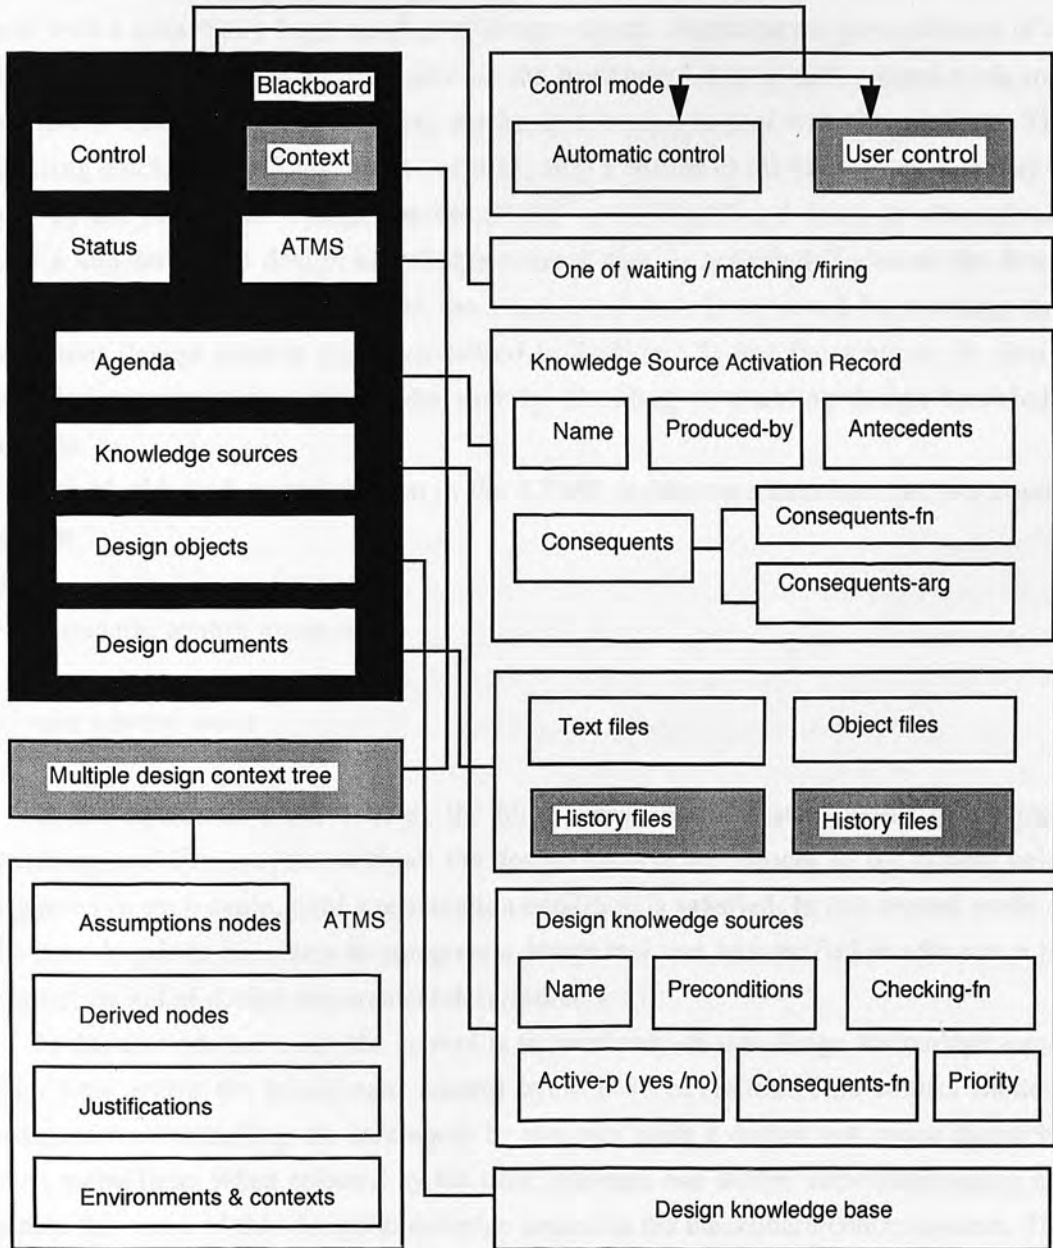 Blackboard
Control
Context
Status
ATMS
Agenda
Knowledge sources
Design objects
Design documents
Multiple design context tree
Assumptions nodes
ATMS
Derived nodes
Justifications
Environments & contexts
Control mode
Automatic control
User control
One of waiting / matching /firing
Knowledge Source Activation Record
Name
Produced-by
Antecedents
Consequents
Consequents-fn
Consequents-arg
Text files
Object files
History files
History files
Design knolwedge sources
Name
Preconditions
Checking-fn
Active-p ( yes /no)
Consequents-fn
Priority
Design knowledge base